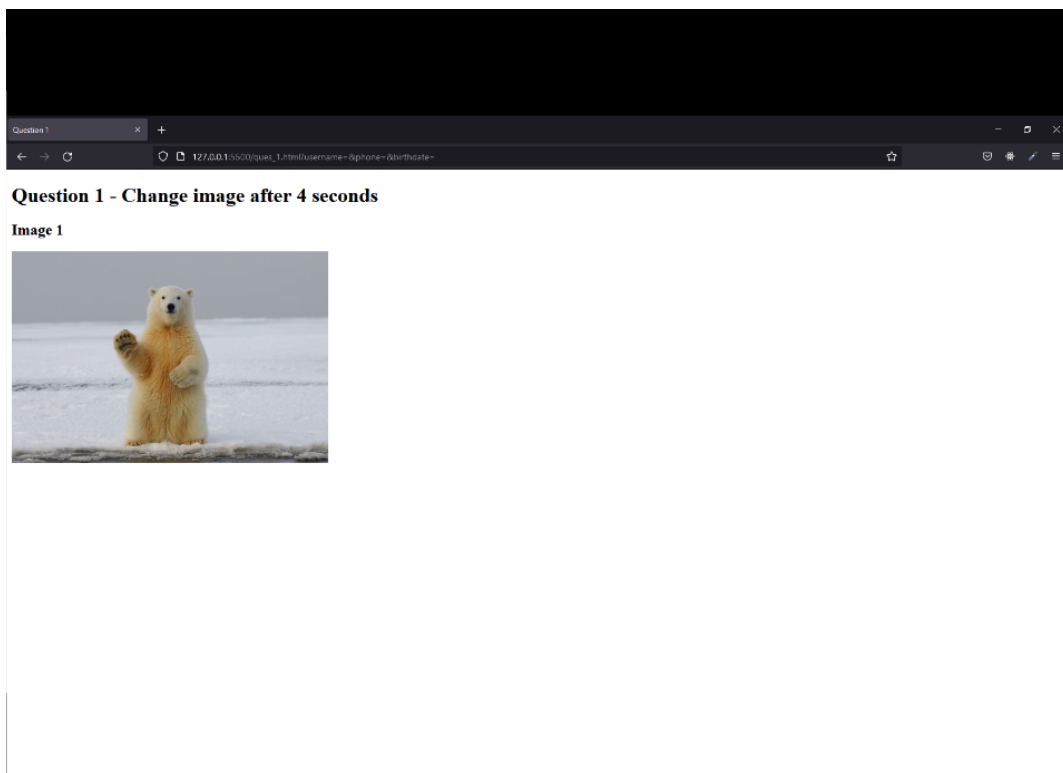 Question 1
127.0.0.1:5500/ques_1.html?username=&phone=&birthdate=
Question 1 - Change image after 4 seconds
Image 1